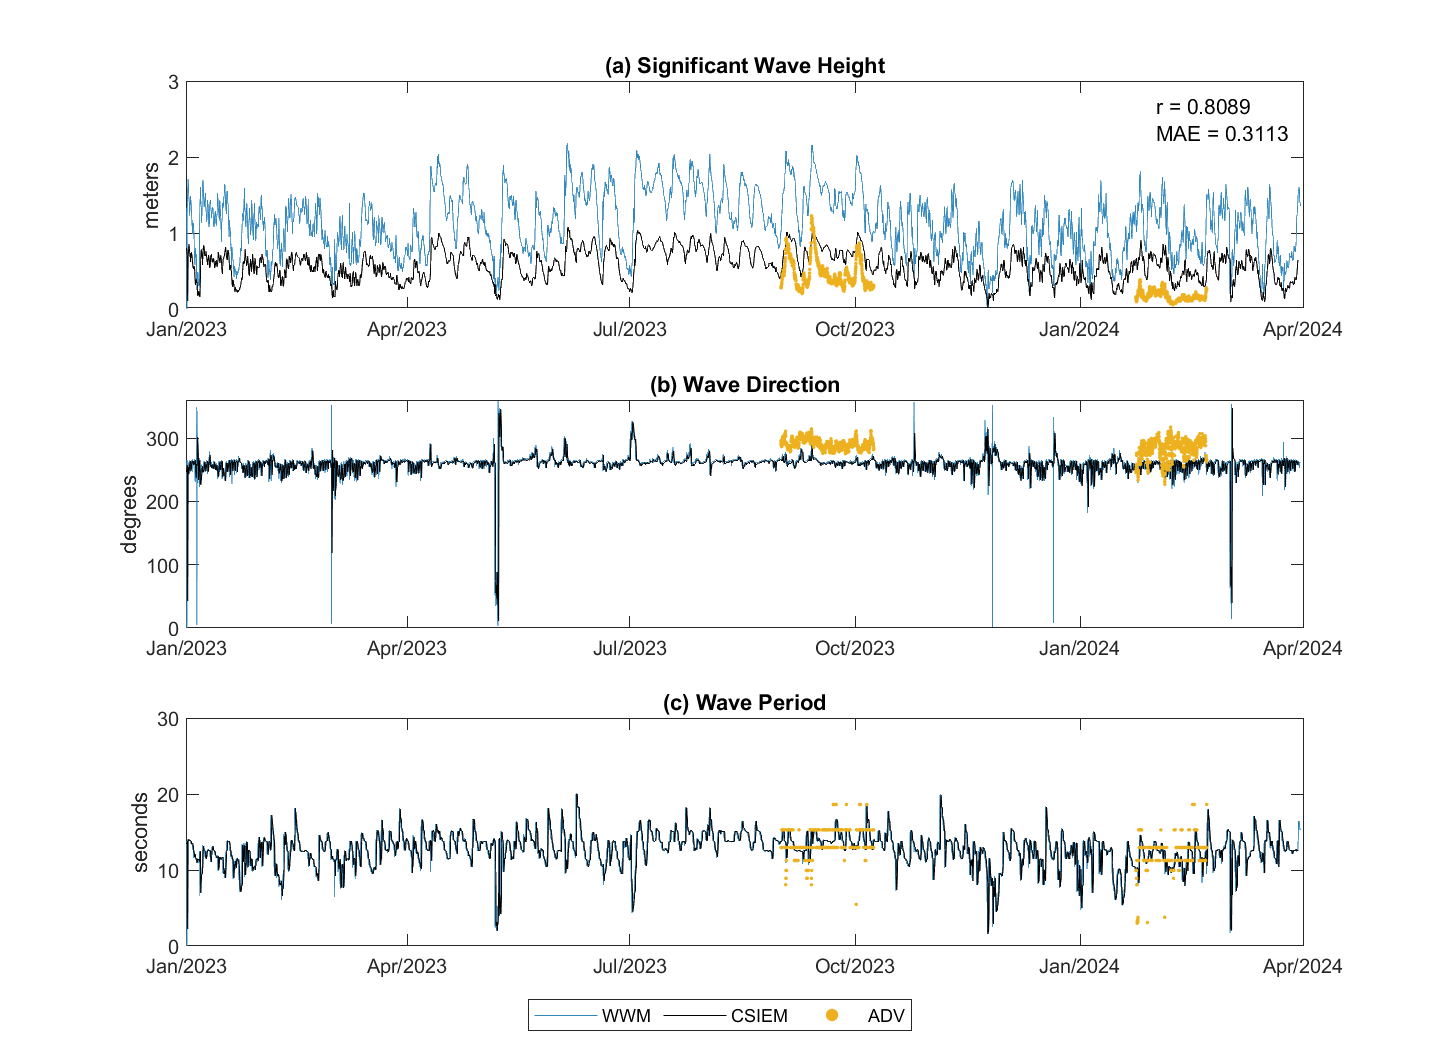 (a) Significant Wave Height
r = 0.8089
MAE = 0.3113
meters
3
2
1
0
Jan/2023 Apr/2023 Jul/2023 Oct/2023 Jan/2024 Apr/2024
(b) Wave Direction
degrees
300
200
100
0
Jan/2023 Apr/2023 Jul/2023 Oct/2023 Jan/2024 Apr/2024
(c) Wave Period
seconds
30
20
10
0
Jan/2023 Apr/2023 Jul/2023 Oct/2023 Jan/2024 Apr/2024
WWM CSIEM ADV